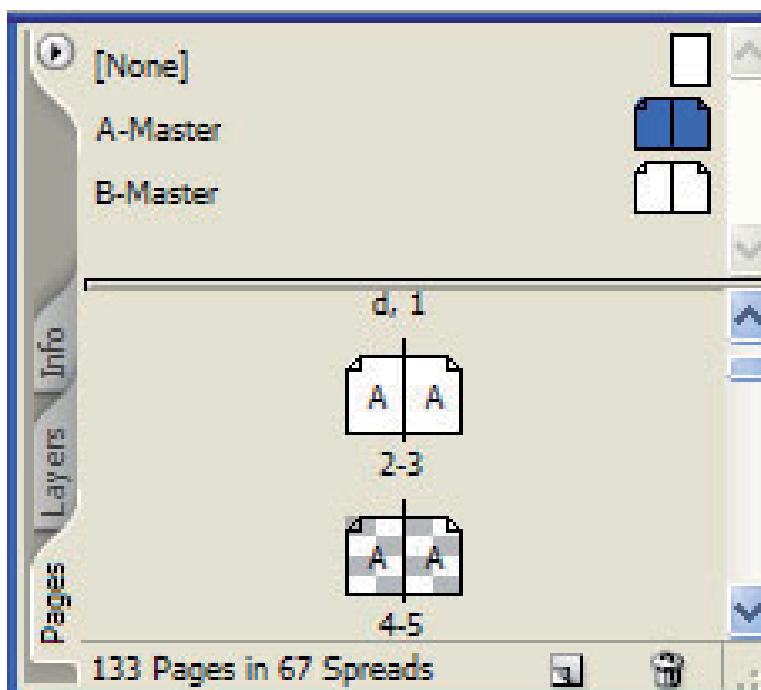 [None]
A-Master
B-Master
d, 1
A A
2-3
A A
4-5
Info
Layers
Pages
133 Pages in 67 Spreads